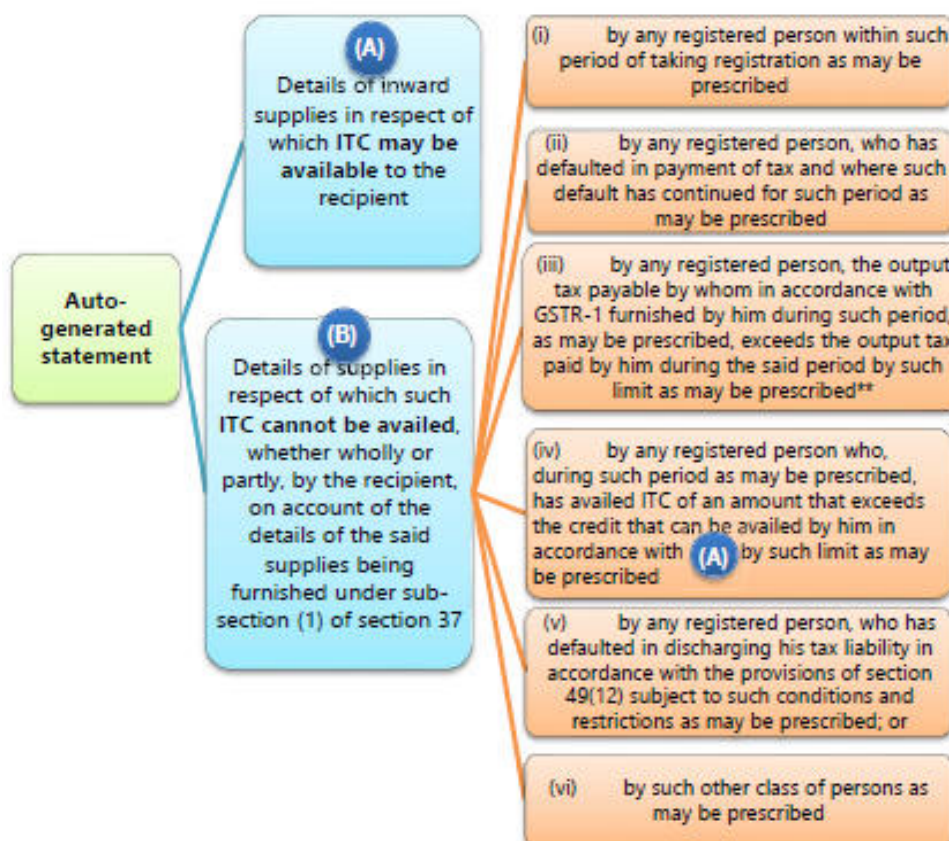 Auto-
generated
statement
(A)
Details of inward
supplies in respect of
which ITC may be
available to the
recipient
(B)
Details of supplies in
respect of which such
ITC cannot be availed,
whether wholly or
partly, by the recipient,
on account of the
details of the said
supplies being
furnished under sub-
section (1) of section 37
(i) by any registered person within such
period of taking registration as may be
prescribed
(ii) by any registered person, who has
defaulted in payment of tax and where such
default has continued for such period as
may be prescribed
(iii) by any registered person, the output
tax payable by whom in accordance with
GSTR-1 furnished by him during such period,
as may be prescribed, exceeds the output tax
paid by him during the said period by such
limit as may be prescribed**
(iv) by any registered person who,
during such period as may be prescribed,
has availed ITC of an amount that exceeds
the credit that can be availed by him in
accordance with (A) by such limit as may
be prescribed
(v) by any registered person, who has
defaulted in discharging his tax liability in
accordance with the provisions of section
49(12) subject to such conditions and
restrictions as may be prescribed; or
(vi) by such other class of persons as
may be prescribed